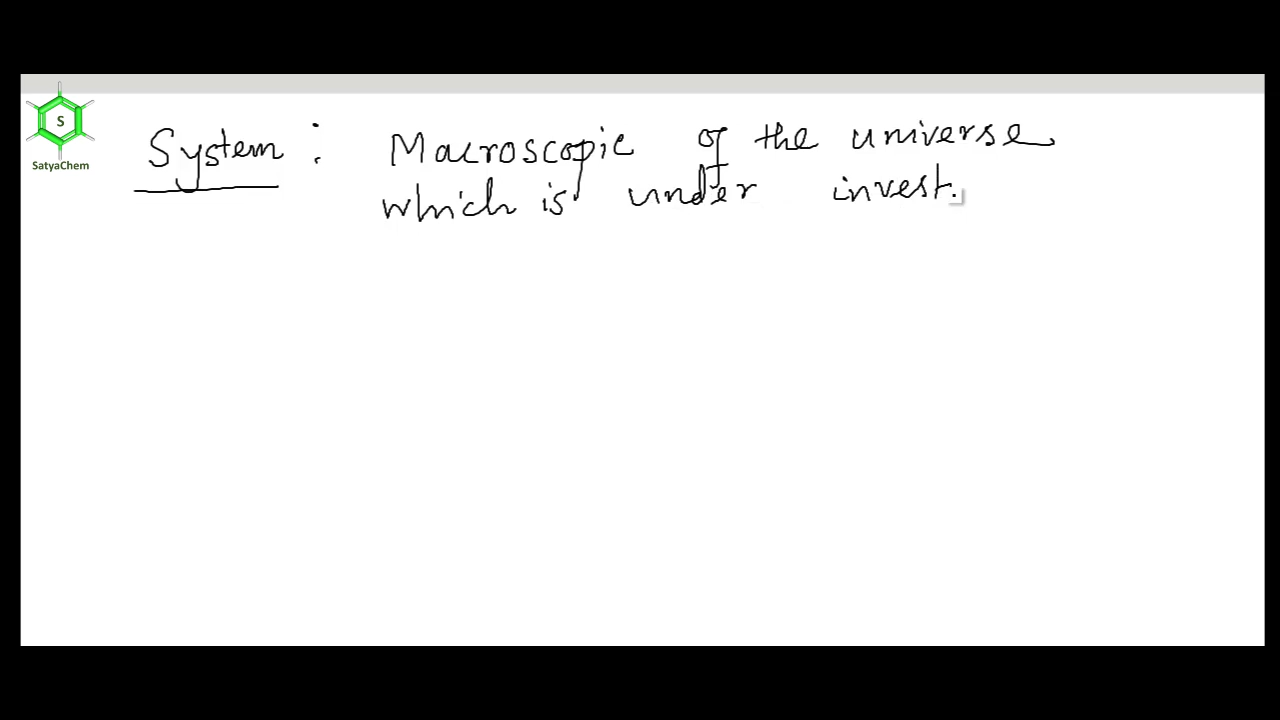 S
SatyaChem
System : Macroscopic of the universe
which is under invest.